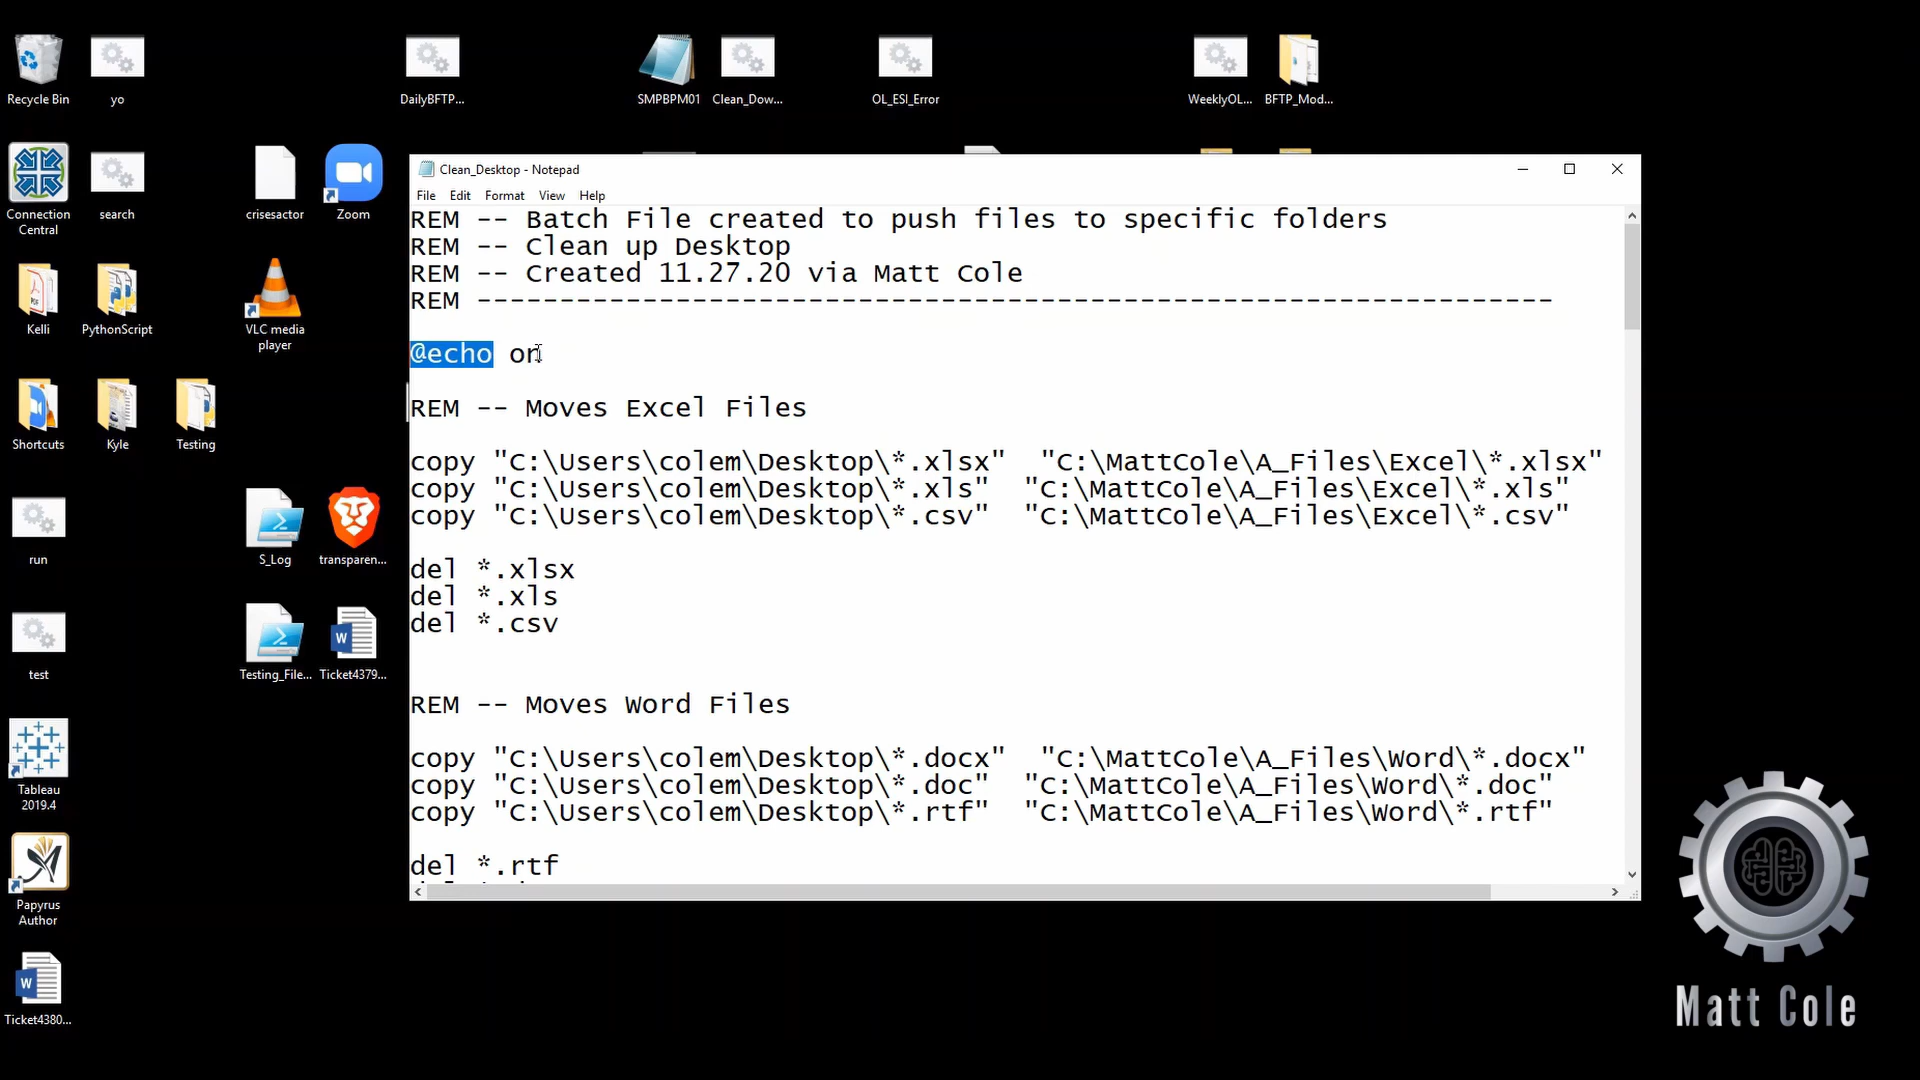 Recycle Bin
yo
DailyBFTP...
SMPBPM01
Clean_Dow...
OL_ESI_Error
WeeklyOL...
BFTP_Mod...
Connection
Central
search
crisesactor
Zoom
Kelli
PythonScript
VLC media
player
Shortcuts
Kyle
Testing
run
S_Log
transparen...
test
Testing_File...
Ticket4379...
Tableau
2019.4
Papyrus
Author
Ticket4380...
Clean_Desktop - Notepad
File Edit Format View Help
REM -- Batch File created to push files to specific folders
REM -- Clean up Desktop
REM -- Created 11.27.20 via Matt Cole
REM -----------------------------------------------------------------
@echo on
REM -- Moves Excel Files
copy "C:\Users\colem\Desktop\*.xlsx"  "C:\MattCole\A_Files\Excel\*.xlsx"
copy "C:\Users\colem\Desktop\*.xls"  "C:\MattCole\A_Files\Excel\*.xls"
copy "C:\Users\colem\Desktop\*.csv"  "C:\MattCole\A_Files\Excel\*.csv"
del *.xlsx
del *.xls
del *.csv
REM -- Moves Word Files
copy "C:\Users\colem\Desktop\*.docx"  "C:\MattCole\A_Files\Word\*.docx"
copy "C:\Users\colem\Desktop\*.doc"  "C:\MattCole\A_Files\Word\*.doc"
copy "C:\Users\colem\Desktop\*.rtf"  "C:\MattCole\A_Files\Word\*.rtf"
del *.rtf
Matt Cole